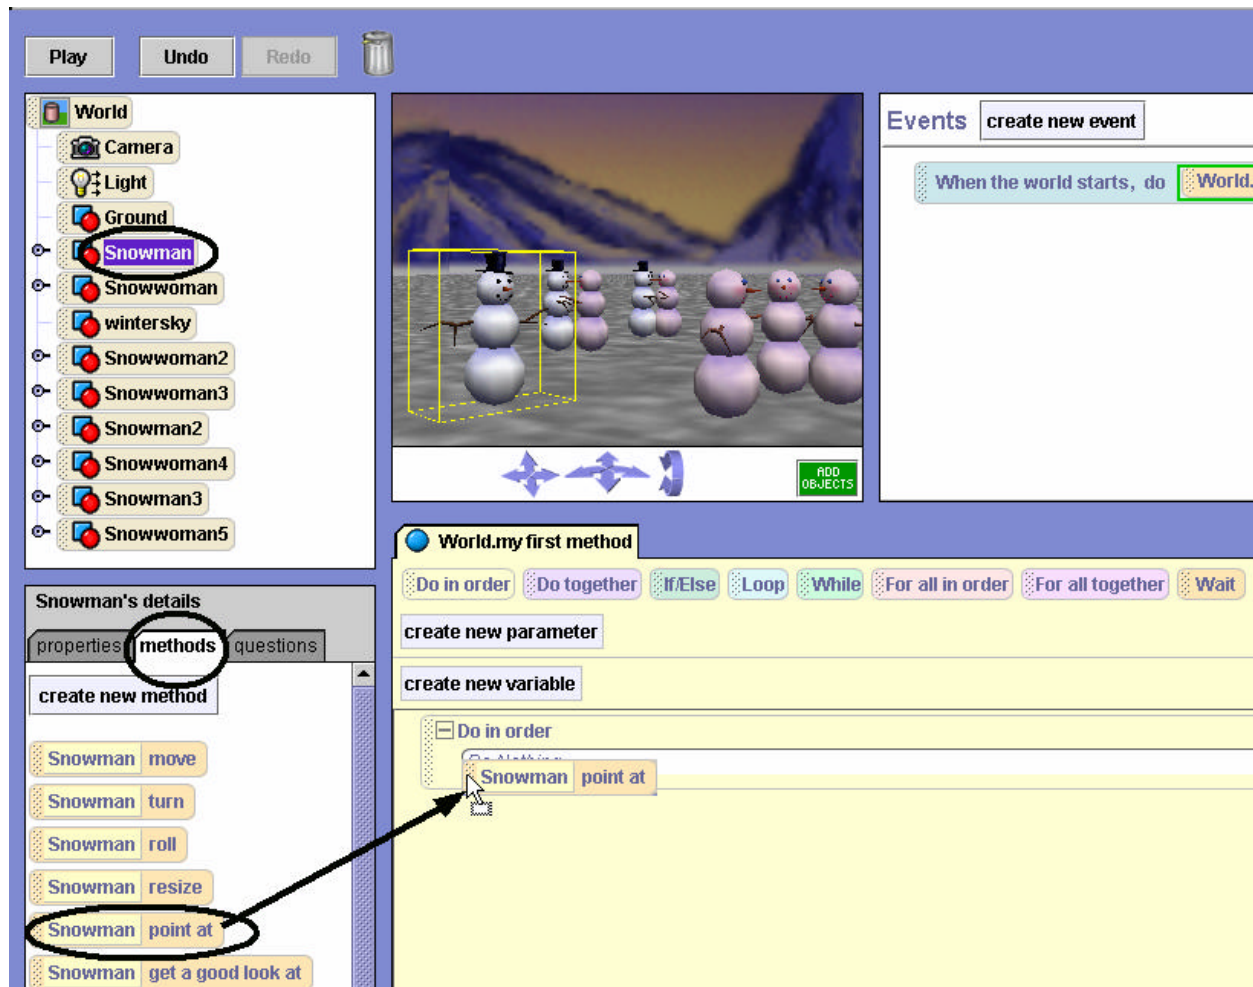 Play Undo Redo
World
Camera
Light
Ground
Snowman
Snowwoman
wintersky
Snowwoman2
Snowwoman3
Snowman2
Snowwoman4
Snowman3
Snowwoman5
ADD
OBJECTS
Events create new event
When the world starts, do World.
Snowman's details
properties methods questions
create new method
Snowman move
Snowman turn
Snowman roll
Snowman resize
Snowman point at
Snowman get a good look at
World.my first method
Do in order Do together If/Else Loop While For all in order For all together Wait
create new parameter
create new variable
Do in order
Snowman point at